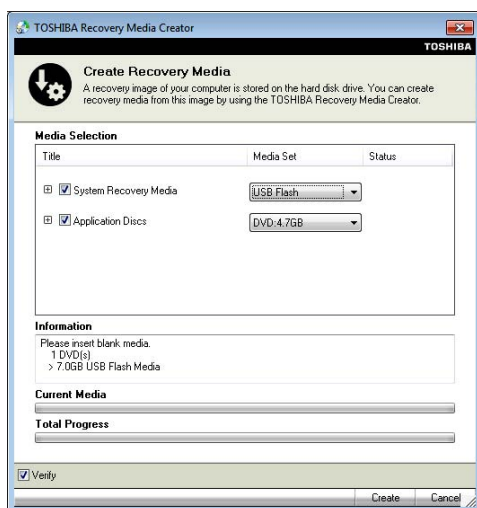 TOSHIBA Recovery Media Creator
TOSHIBA
Create Recovery Media
A recovery image of your computer is stored on the hard disk drive. You can create
recovery media from this image by using the TOSHIBA Recovery Media Creator.
Media Selection
Title Media Set Status
System Recovery Media USB Flash
Application Discs DVD:4.7GB
Information
Please insert blank media.
1 DVD(s)
> 7.0GB USB Flash Media
Current Media
Total Progress
Verify
Create Cancel